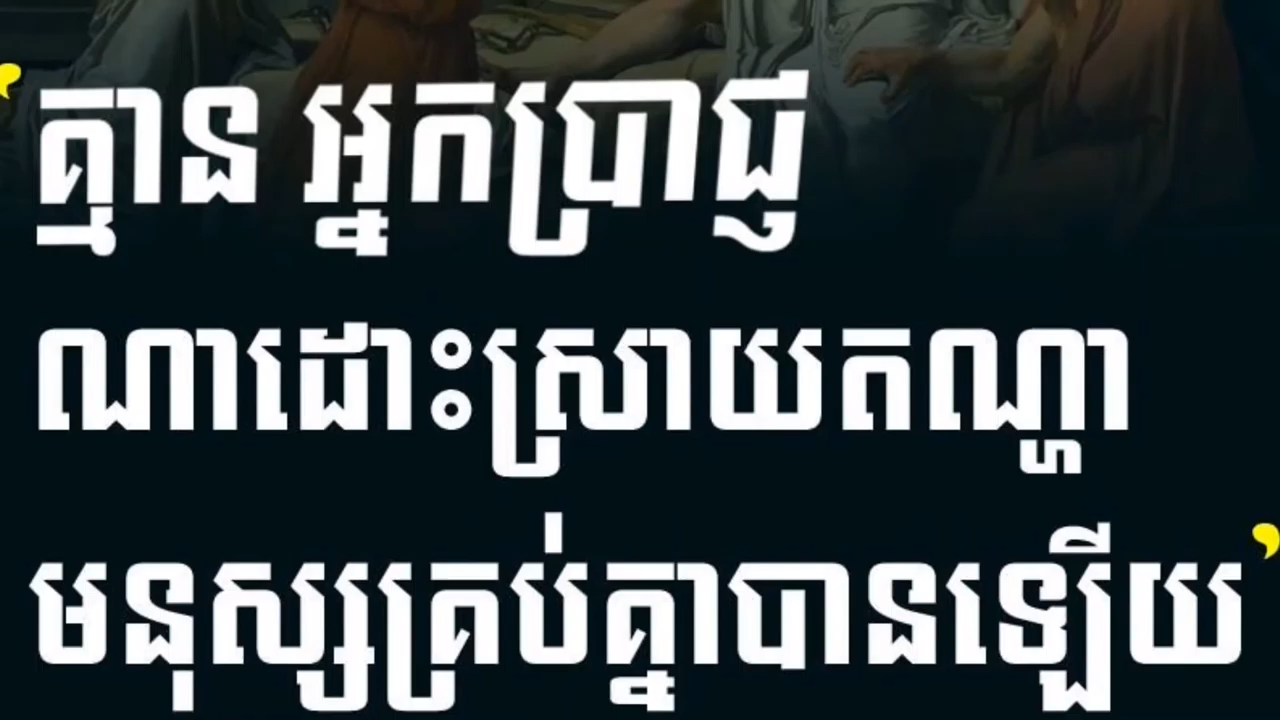 ‘គ្មាន អ្នកប្រាជ្ញ
ណាដោះស្រាយតណ្ហា
មនុស្សគ្រប់គ្នាបានឡើយ’